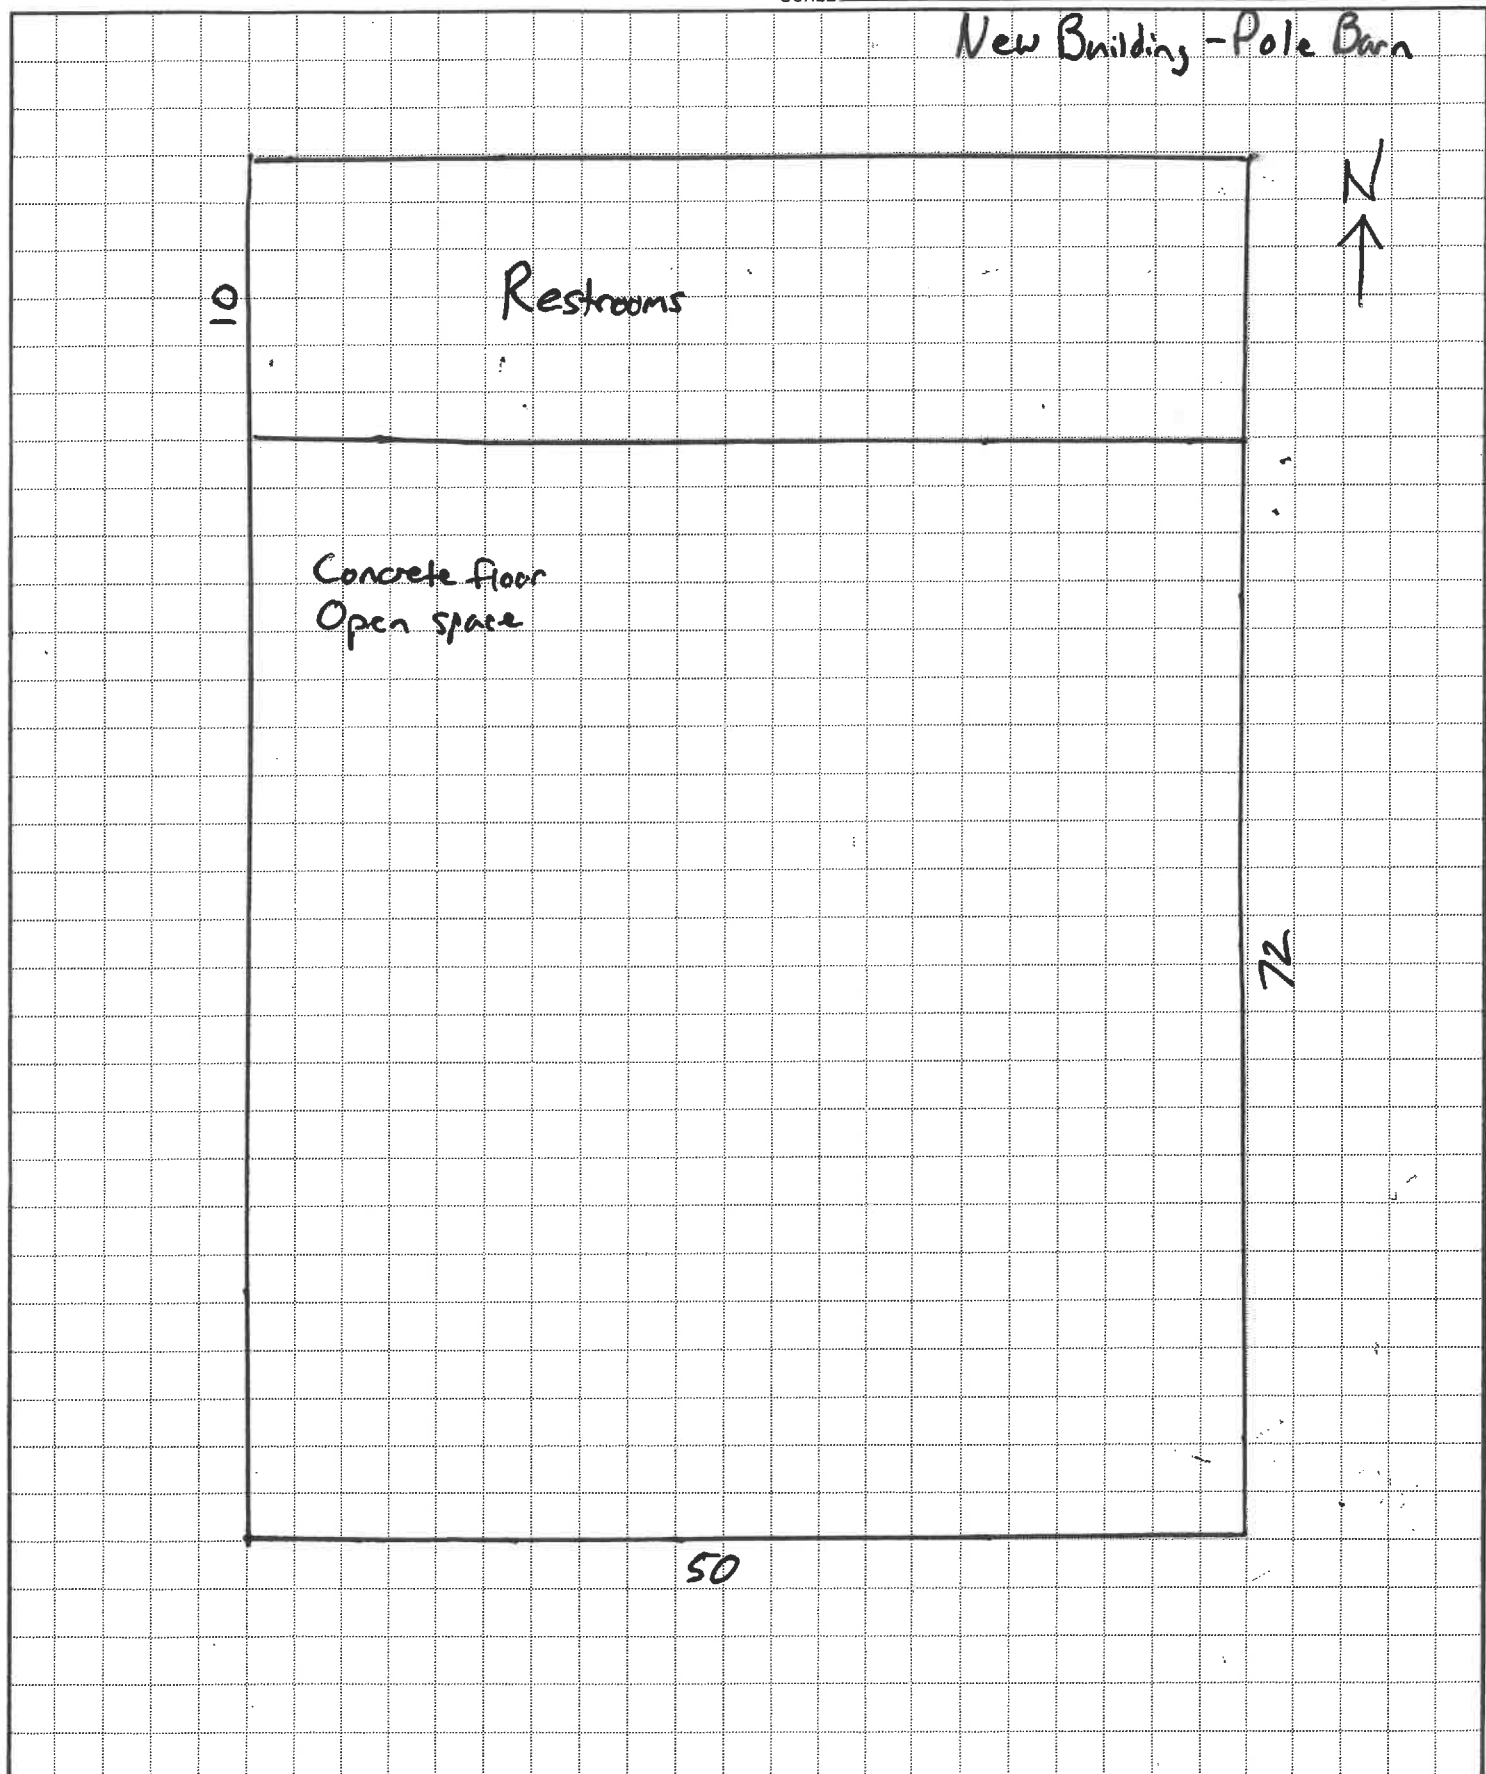 New Building - Pole Barn
N
10
Restrooms
Concrete floor
Open space
72
50